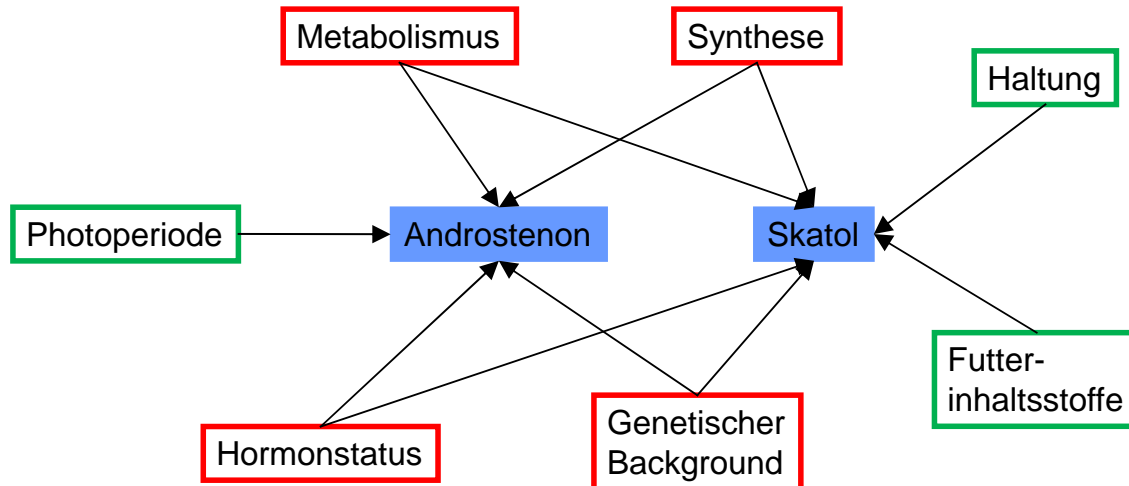 Metabolismus
Synthese
Haltung
Photoperiode
Androstenon
Skatol
Futter-
inhaltsstoffe
Hormonstatus
Genetischer
Background